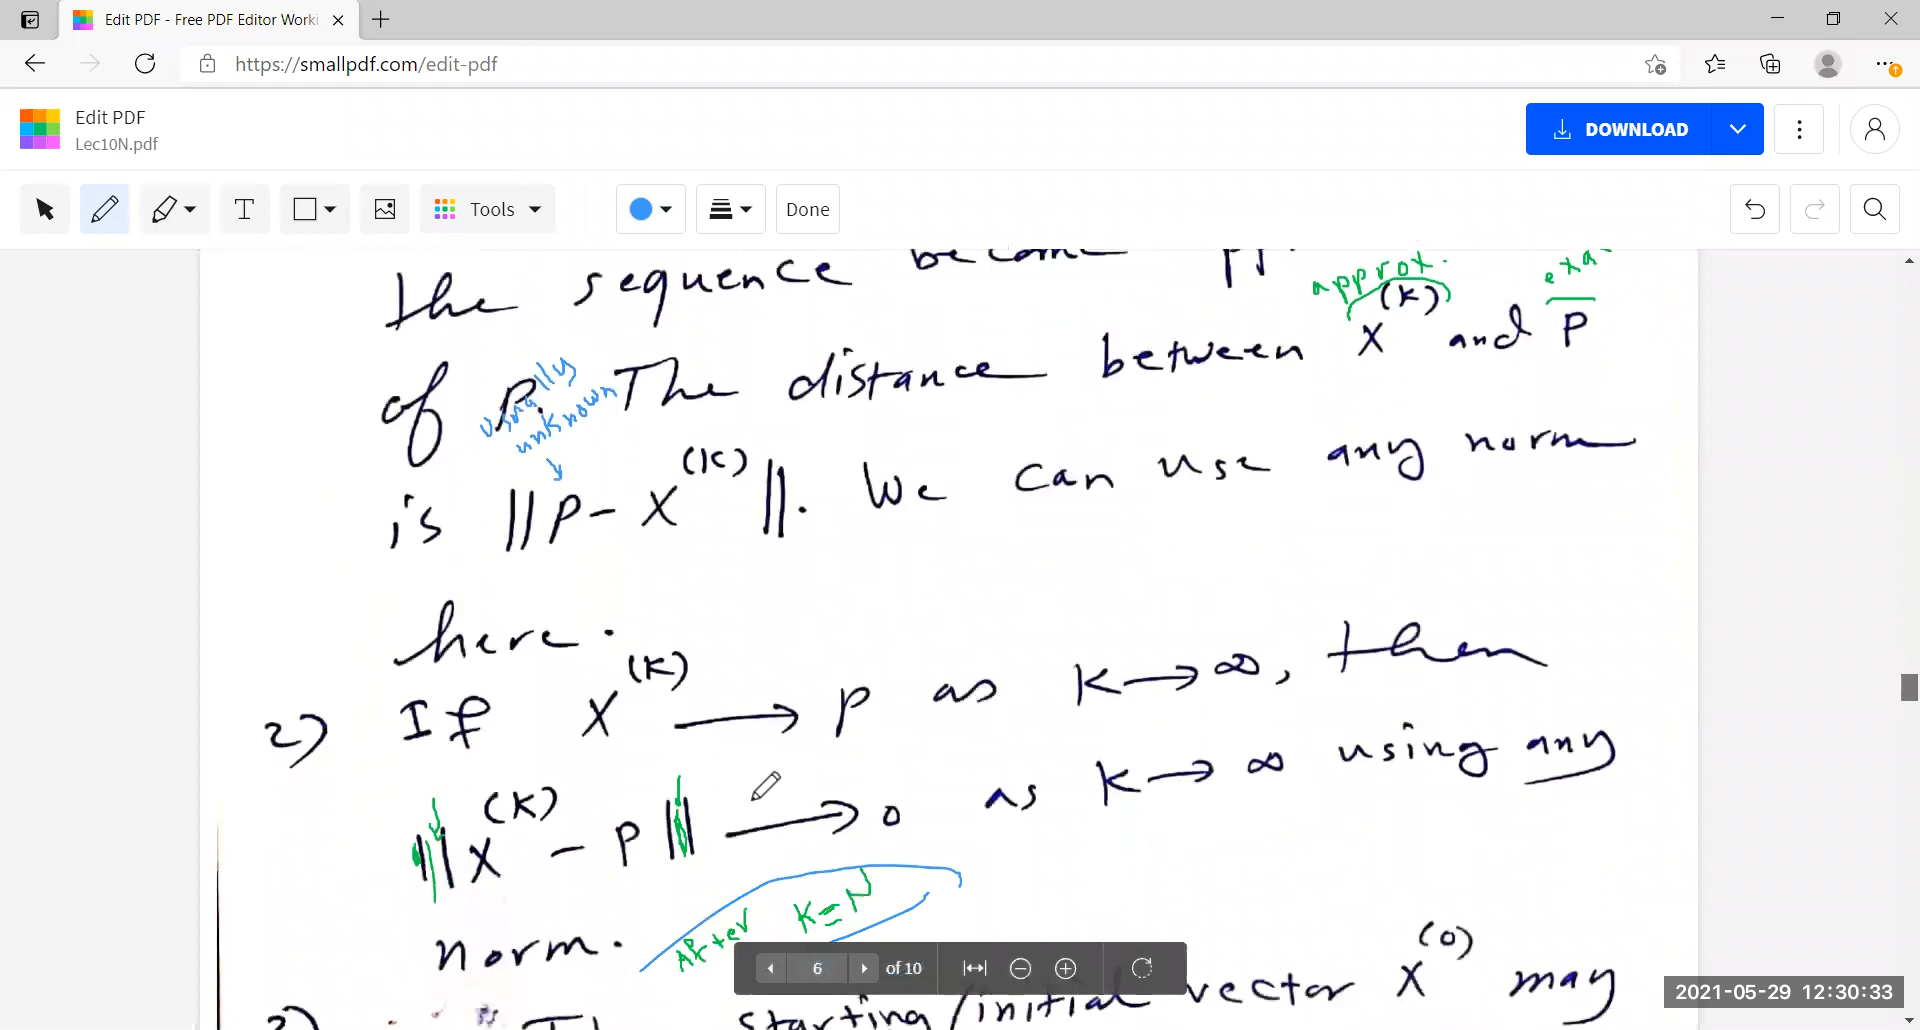 Edit PDF - Free PDF Editor Worki
https://smallpdf.com/edit-pdf
Edit PDF
Lec10N.pdf
DOWNLOAD
T
Tools
Done
approx.
exa
The sequence become
of P. The distance between X^(K) and P
usually
unknown
is ||P - X^(K)||. We can use any norm
here.
2) If X^(K) → P as K → ∞, then
||X^(K) - P|| → 0 as K → ∞ using any
After K=N
norm.
6 of 10
starting/initial vector X^(0) may
2021-05-29 12:30:33